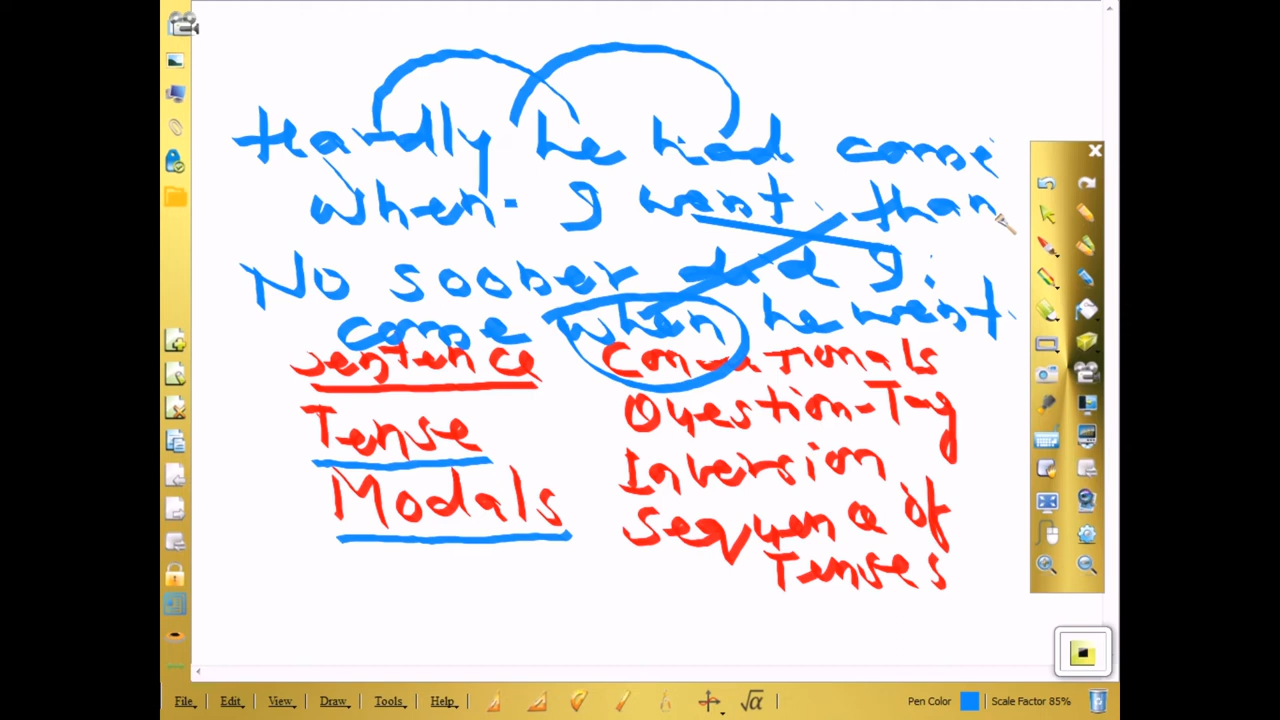 Hardly he had come
when I went. than
No sooner did I
come when he went.
Sentence Conditionals
Tense Question-Tag
Modals Inversion
Sequence of
Tenses
File Edit View Draw Tools Help Pen Color Scale Factor 85%